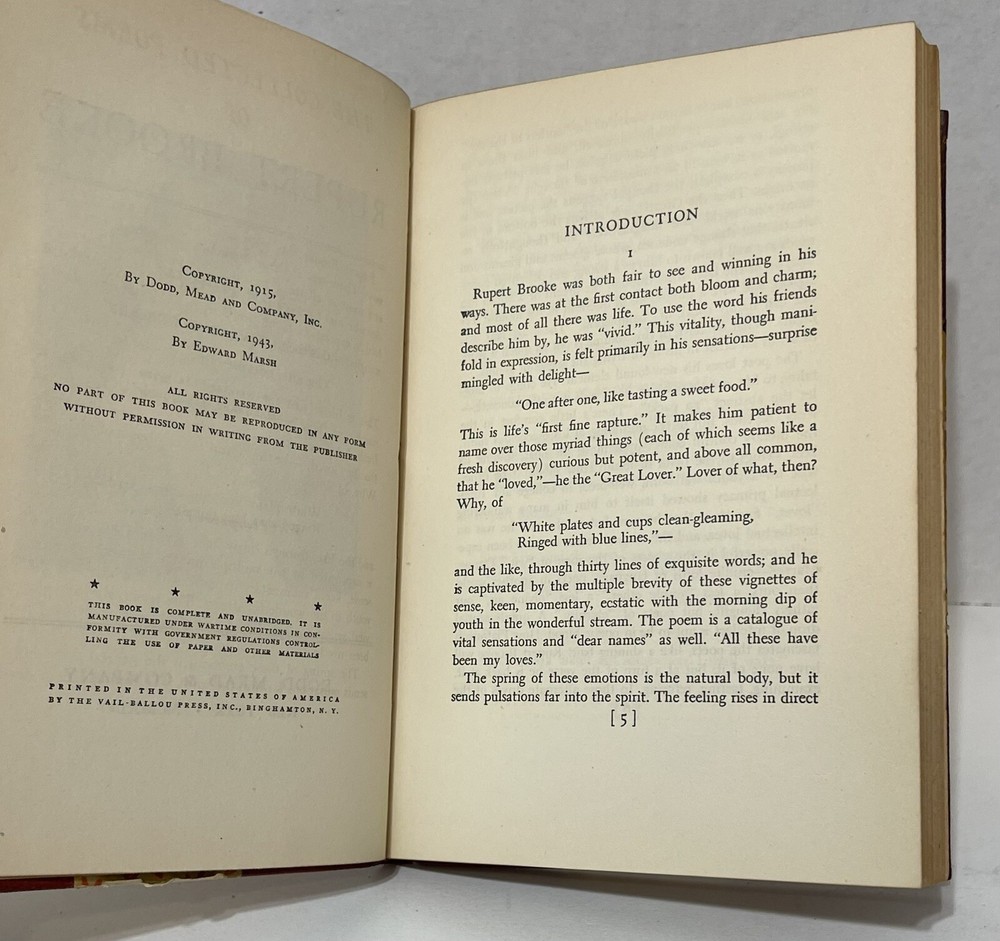 COPYRIGHT, 1915,
BY DODD, MEAD AND COMPANY, INC.
COPYRIGHT, 1943,
BY EDWARD MARSH
ALL RIGHTS RESERVED
NO PART OF THIS BOOK MAY BE REPRODUCED IN ANY FORM
WITHOUT PERMISSION IN WRITING FROM THE PUBLISHER
★ ★ ★ ★
THIS BOOK IS COMPLETE AND UNABRIDGED. IT IS
MANUFACTURED UNDER WARTIME CONDITIONS IN CON-
FORMITY WITH GOVERNMENT REGULATIONS CONTROL-
LING THE USE OF PAPER AND OTHER MATERIALS
PRINTED IN THE UNITED STATES OF AMERICA
BY THE VAIL-BALLOU PRESS, INC., BINGHAMTON, N. Y.
INTRODUCTION
I
Rupert Brooke was both fair to see and winning in his
ways. There was at the first contact both bloom and charm;
and most of all there was life. To use the word his friends
describe him by, he was "vivid." This vitality, though mani-
fold in expression, is felt primarily in his sensations—surprise
mingled with delight—
"One after one, like tasting a sweet food."
This is life's "first fine rapture." It makes him patient to
name over those myriad things (each of which seems like a
fresh discovery) curious but potent, and above all common,
that he "loved,"—he the "Great Lover." Lover of what, then?
Why, of
"White plates and cups clean-gleaming,
Ringed with blue lines,"—
and the like, through thirty lines of exquisite words; and he
is captivated by the multiple brevity of these vignettes of
sense, keen, momentary, ecstatic with the morning dip of
youth in the wonderful stream. The poem is a catalogue of
vital sensations and "dear names" as well. "All these have
been my loves."
The spring of these emotions is the natural body, but it
sends pulsations far into the spirit. The feeling rises in direct
[ 5 ]